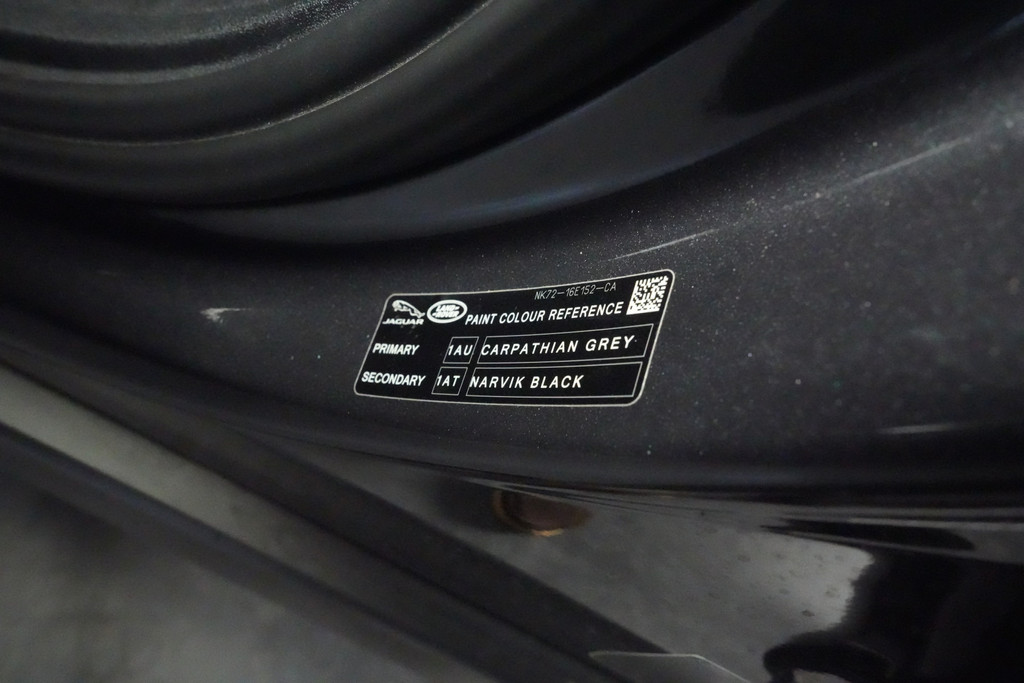 NK72-16E152-CA
JAGUAR LAND-ROVER PAINT COLOUR REFERENCE
PRIMARY 1AU CARPATHIAN GREY
SECONDARY 1AT NARVIK BLACK